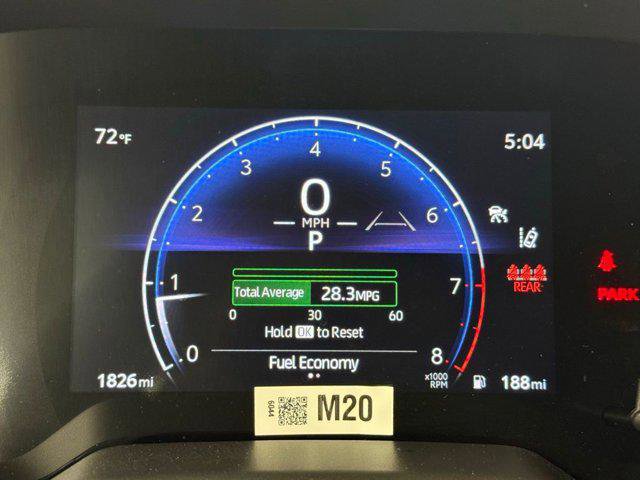 72°F
5:04
4
3 5
2 6
0
MPH
P
1 7
REAR
PARK
Total Average 28.3MPG
0 30 60
Hold OK to Reset
0 8
Fuel Economy
x1000
RPM
1826mi
188mi
6044
M20